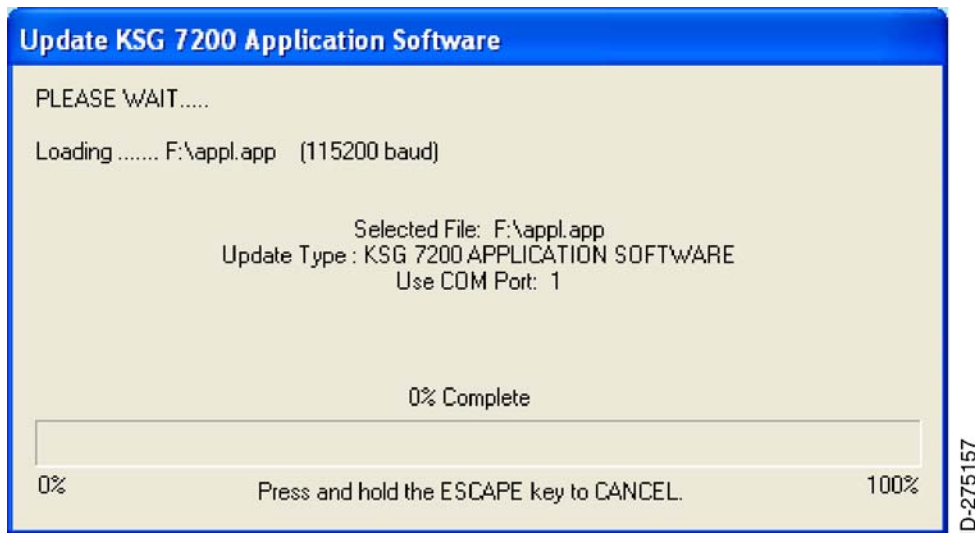 Update KSG 7200 Application Software
PLEASE WAIT.....
Loading ....... F:\appl.app (115200 baud)
Selected File: F:\appl.app
Update Type : KSG 7200 APPLICATION SOFTWARE
Use COM Port: 1
0% Complete
0% Press and hold the ESCAPE key to CANCEL. 100%
D-275157